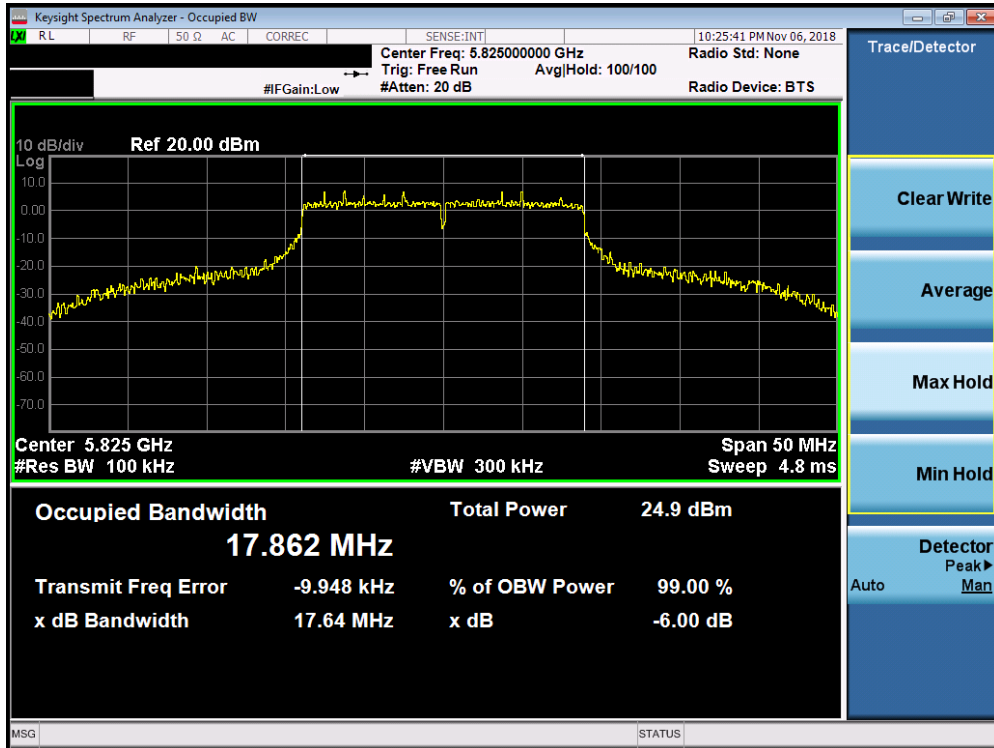 Keysight Spectrum Analyzer - Occupied BW
LXI RL RF 50 Ω AC CORREC SENSE:INT 10:25:41 PM Nov 06, 2018
Center Freq: 5.825000000 GHz Radio Std: None
Trig: Free Run Avg|Hold: 100/100
#IFGain:Low #Atten: 20 dB Radio Device: BTS
Trace/Detector
10 dB/div Ref 20.00 dBm
Log
10.0
0.00
-10.0
-20.0
-30.0
-40.0
-50.0
-60.0
-70.0
Center 5.825 GHz Span 50 MHz
#Res BW 100 kHz #VBW 300 kHz Sweep 4.8 ms
Occupied Bandwidth Total Power 24.9 dBm
17.862 MHz
Transmit Freq Error -9.948 kHz % of OBW Power 99.00 %
x dB Bandwidth 17.64 MHz x dB -6.00 dB
Clear Write
Average
Max Hold
Min Hold
Detector
Peak▶
Auto Man
MSG STATUS